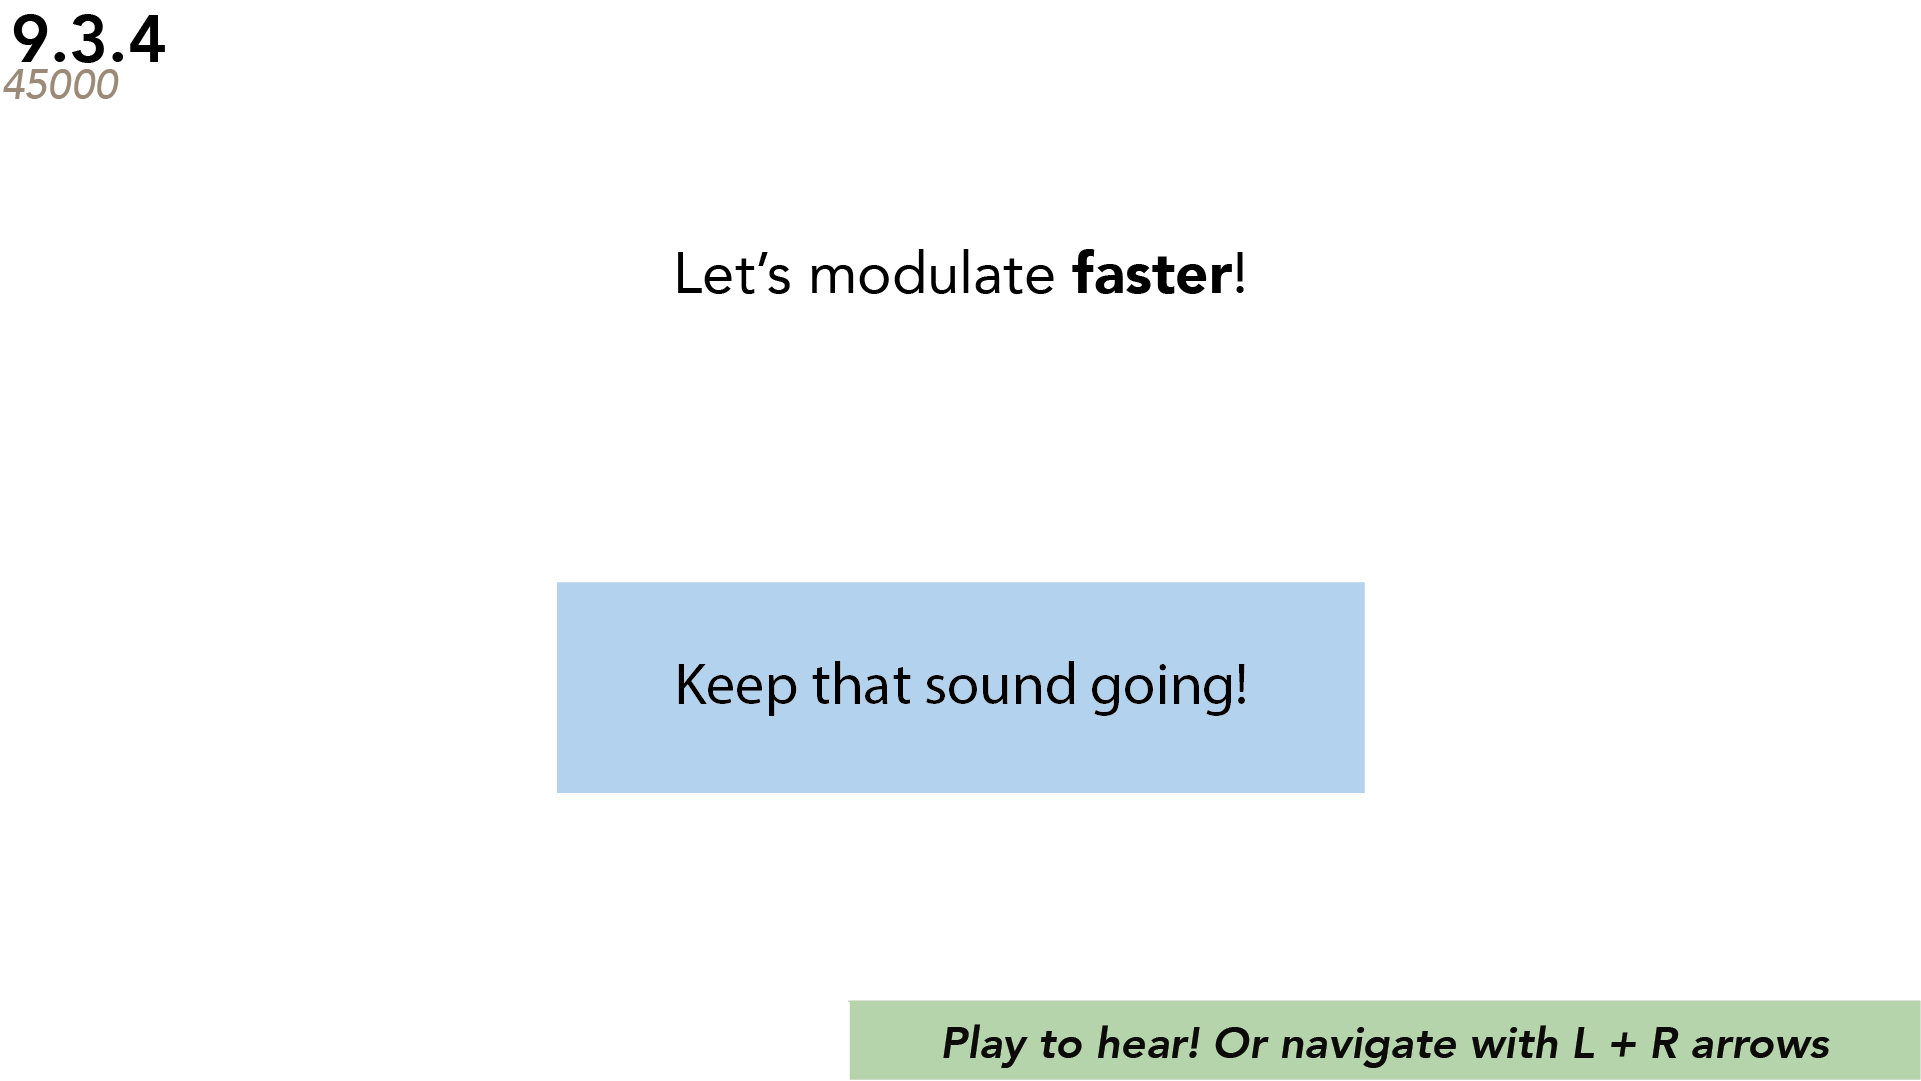 9.3.4
45000
Let’s modulate faster!
Keep that sound going!
Play to hear! Or navigate with L + R arrows